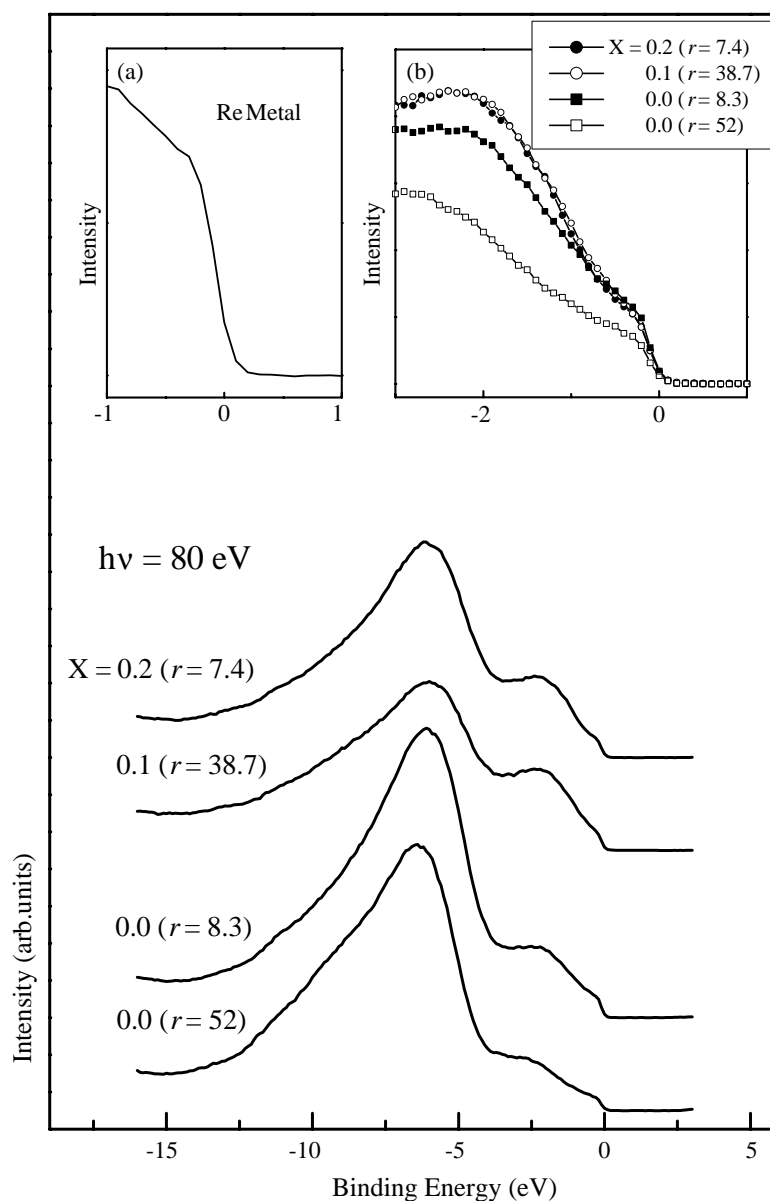 (a)
Re Metal
Intensity
-1
0
1
(b)
X = 0.2 (r = 7.4)
0.1 (r = 38.7)
0.0 (r = 8.3)
0.0 (r = 52)
Intensity
-2
0
hν = 80 eV
X = 0.2 (r = 7.4)
0.1 (r = 38.7)
0.0 (r = 8.3)
0.0 (r = 52)
Intensity (arb.units)
-15
-10
-5
0
5
Binding Energy (eV)